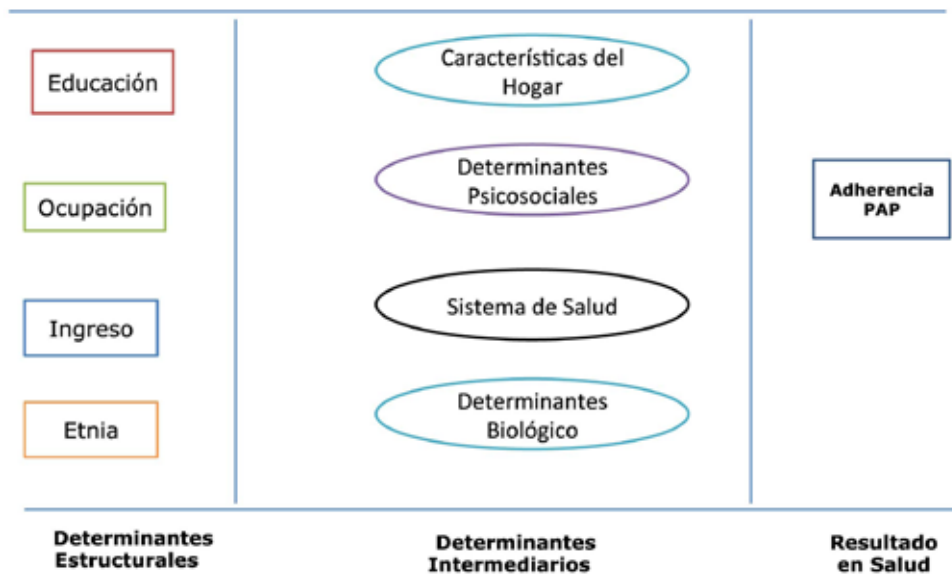 Educación
Ocupación
Ingreso
Etnia
Características del
Hogar
Determinantes
Psicosociales
Sistema de Salud
Determinantes
Biológico
Adherencia
PAP
Determinantes
Estructurales
Determinantes
Intermediarios
Resultado
en Salud